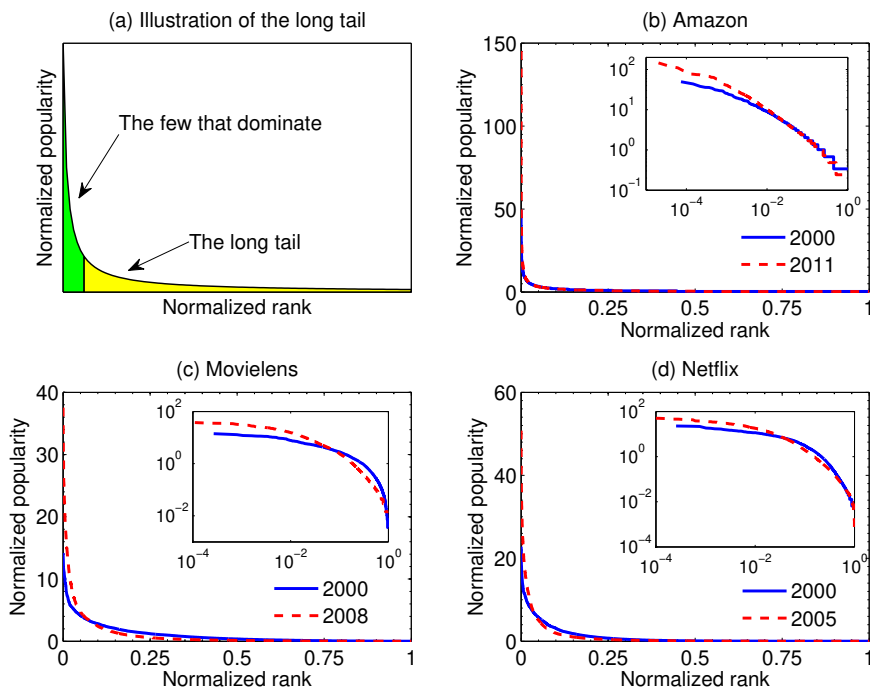 (a) Illustration of the long tail
Normalized popularity
The few that dominate
The long tail
Normalized rank
(b) Amazon
Normalized popularity
150
100
50
0
0 0.25 0.5 0.75 1
Normalized rank
10^2
10^1
10^0
10^-1
10^-4 10^-2 10^0
2000
2011
(c) Movielens
Normalized popularity
40
30
20
10
0
0 0.25 0.5 0.75 1
Normalized rank
10^2
10^0
10^-2
10^-4 10^-2 10^0
2000
2008
(d) Netflix
Normalized popularity
60
40
20
0
0 0.25 0.5 0.75 1
Normalized rank
10^2
10^0
10^-2
10^-4
10^-4 10^-2 10^0
2000
2005